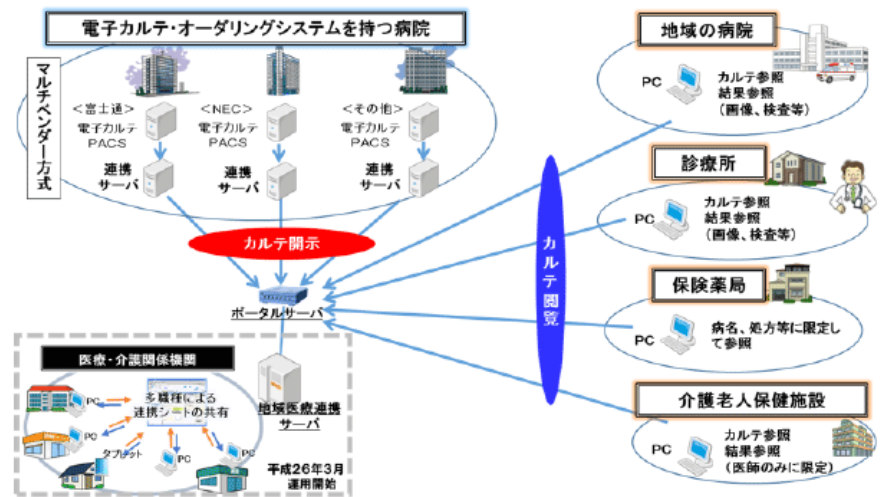 電子カルテ・オーダリングシステムを持つ病院
マルチベンダー方式
<富士通>
電子カルテ
PACS
連携
サーバ
<NEC>
電子カルテ
PACS
連携
サーバ
<その他>
電子カルテ
PACS
連携
サーバ
カルテ開示
ポータルサーバ
カルテ閲覧
地域の病院
PC
カルテ参照
結果参照
(画像、検査等)
診療所
PC
カルテ参照
結果参照
(画像、検査等)
保険薬局
PC
病名、処方等に限定し
て参照
介護老人保健施設
PC
カルテ参照
結果参照
(医師のみに限定)
医療・介護関係機関
PC
多職種による
連携シートの共有
PC
タブレット
PC
PC
地域医療連携
サーバ
平成26年3月
運用開始